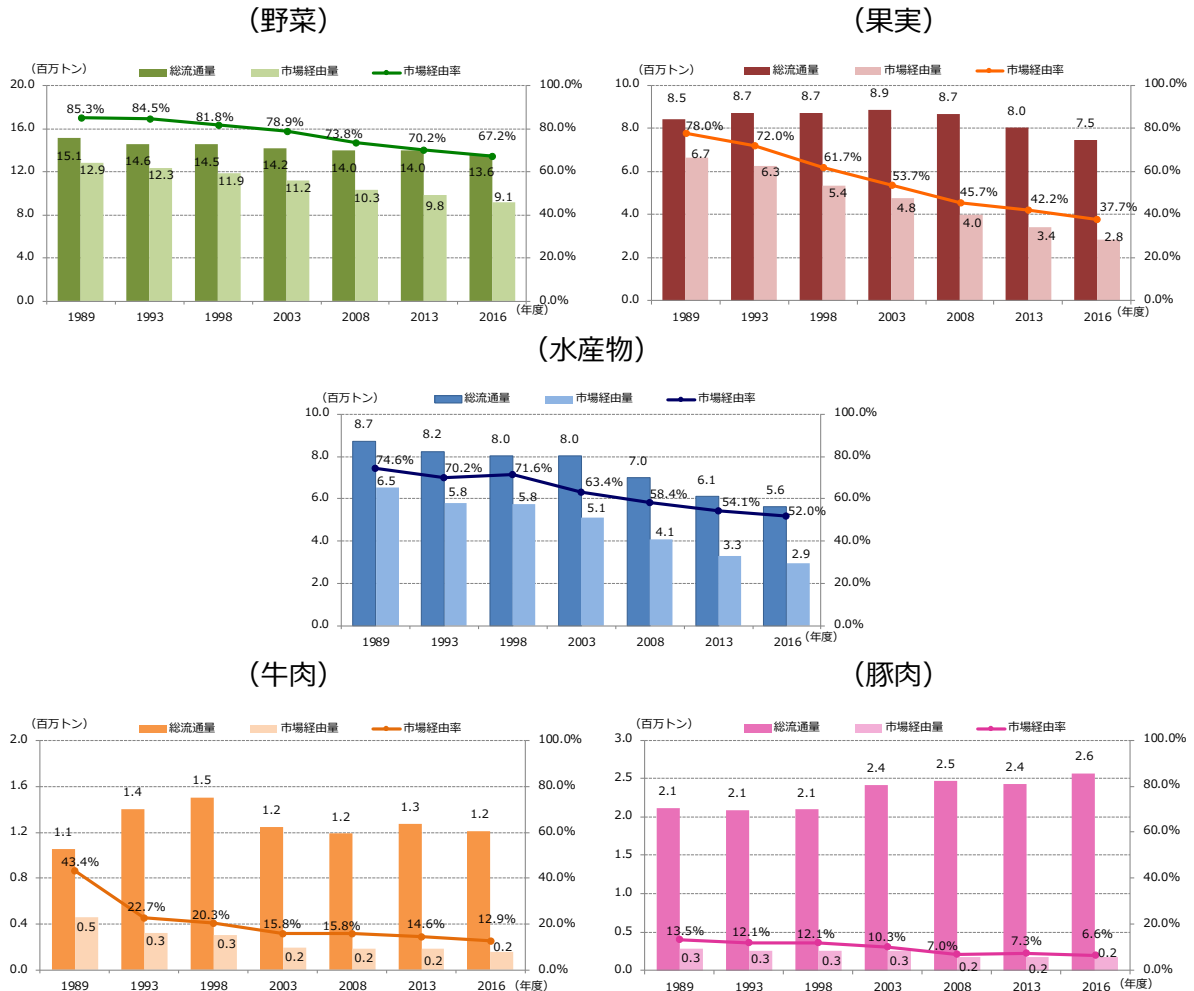 （野菜）
（百万トン） 総流通量 市場経由量 市場経由率
20.0 16.0 12.0 8.0 4.0 0.0
100.0% 80.0% 60.0% 40.0% 20.0% 0.0%
85.3% 84.5% 81.8% 78.9% 73.8% 70.2% 67.2%
15.1 14.6 14.5 14.2 14.0 14.0 13.6
12.9 12.3 11.9 11.2 10.3 9.8 9.1
1989 1993 1998 2003 2008 2013 2016 （年度）
（果実）
（百万トン） 総流通量 市場経由量 市場経由率
10.0 8.0 6.0 4.0 2.0 0.0
100.0% 80.0% 60.0% 40.0% 20.0% 0.0%
8.5 8.7 8.7 8.9 8.7 8.0 7.5
78.0% 72.0% 61.7% 53.7% 45.7% 42.2% 37.7%
6.7 6.3 5.4 4.8 4.0 3.4 2.8
1989 1993 1998 2003 2008 2013 2016 （年度）
（水産物）
（百万トン） 総流通量 市場経由量 市場経由率
10.0 8.0 6.0 4.0 2.0 0.0
100.0% 80.0% 60.0% 40.0% 20.0% 0.0%
8.7 8.2 8.0 8.0 7.0 6.1 5.6
74.6% 70.2% 71.6% 63.4% 58.4% 54.1% 52.0%
6.5 5.8 5.8 5.1 4.1 3.3 2.9
1989 1993 1998 2003 2008 2013 2016 （年度）
（牛肉）
（百万トン） 総流通量 市場経由量 市場経由率
2.0 1.6 1.2 0.8 0.4 0.0
100.0% 80.0% 60.0% 40.0% 20.0% 0.0%
1.1 1.4 1.5 1.2 1.2 1.3 1.2
43.4% 22.7% 20.3% 15.8% 15.8% 14.6% 12.9%
0.5 0.3 0.3 0.2 0.2 0.2 0.2
1989 1993 1998 2003 2008 2013 2016 （年度）
（豚肉）
（百万トン） 総流通量 市場経由量 市場経由率
3.0 2.5 2.0 1.5 1.0 0.5 0.0
100.0% 80.0% 60.0% 40.0% 20.0% 0.0%
2.1 2.1 2.1 2.4 2.5 2.4 2.6
13.5% 12.1% 12.1% 10.3% 7.0% 7.3% 6.6%
0.3 0.3 0.3 0.3 0.2 0.2 0.2
1989 1993 1998 2003 2008 2013 2016 （年度）